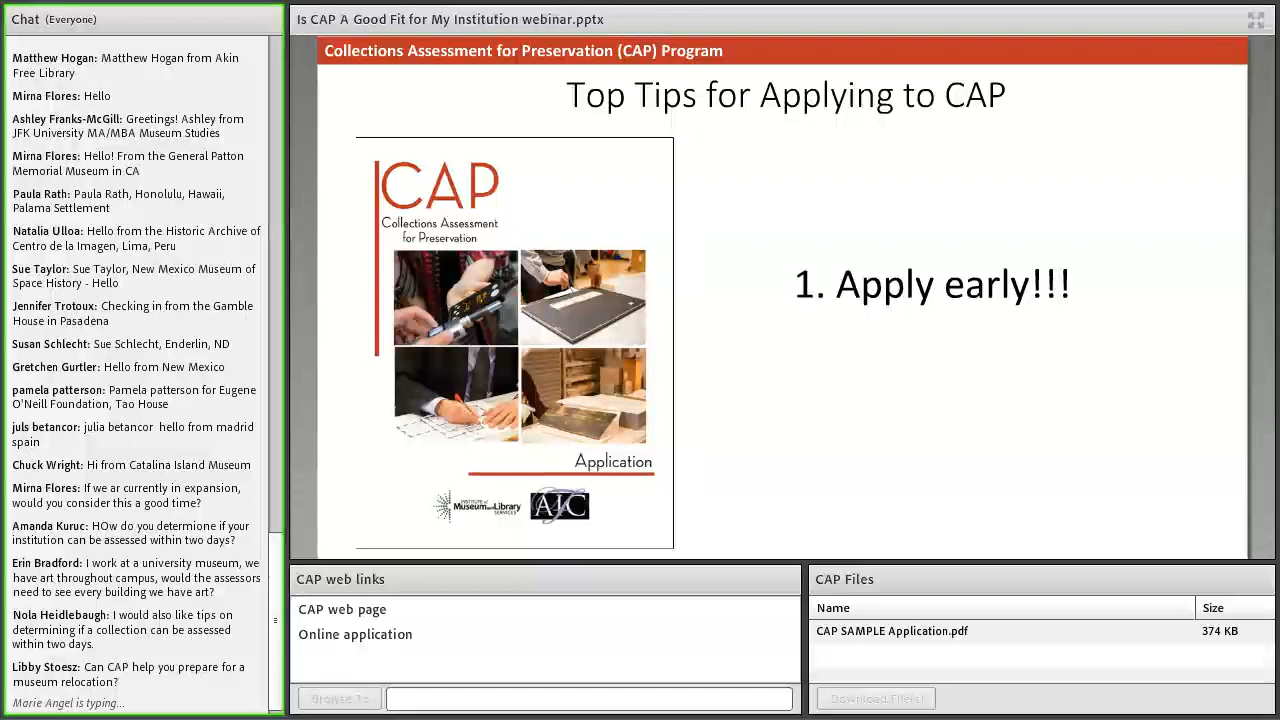 Chat (Everyone)
Matthew Hogan: Matthew Hogan from Akin
Free Library
Mirna Flores: Hello
Ashley Franks-McGill: Greetings! Ashley from
JFK University MA/MBA Museum Studies
Mirna Flores: Hello! From the General Patton
Memorial Museum in CA
Paula Rath: Paula Rath, Honolulu, Hawaii,
Palama Settlement
Natalia Ulloa: Hello from the Historic Archive of
Centro de la Imagen, Lima, Peru
Sue Taylor: Sue Taylor, New Mexico Museum of
Space History - Hello
Jennifer Trotoux: Checking in from the Gamble
House in Pasadena
Susan Schlecht: Sue Schlecht, Enderlin, ND
Gretchen Gurtler: Hello from New Mexico
pamela patterson: Pamela patterson for Eugene
O'Neill Foundation, Tao House
juls betancor: julia betancor hello from madrid
spain
Chuck Wright: Hi from Catalina Island Museum
Mirna Flores: If we ar currently in expansion,
would you consider this a good time?
Amanda Kuruc: HOw do you determione if your
institution can be assessed within two days?
Erin Bradford: I work at a university museum, we
have art throughout campus, would the assessors
need to see every building we have art?
Nola Heidlebaugh: I would also like tips on
determining if a collection can be assessed
within two days.
Libby Stoesz: Can CAP help you prepare for a
museum relocation?
Marie Angel is typing...
Is CAP A Good Fit for My Institution webinar.pptx
Collections Assessment for Preservation (CAP) Program
Top Tips for Applying to CAP
CAP
Collections Assessment
for Preservation
Application
INSTITUTE of
Museum and Library
SERVICES
AIC
1. Apply early!!!
CAP web links
CAP web page
Online application
Browse To
CAP Files
Name Size
CAP SAMPLE Application.pdf 374 KB
Download File(s)